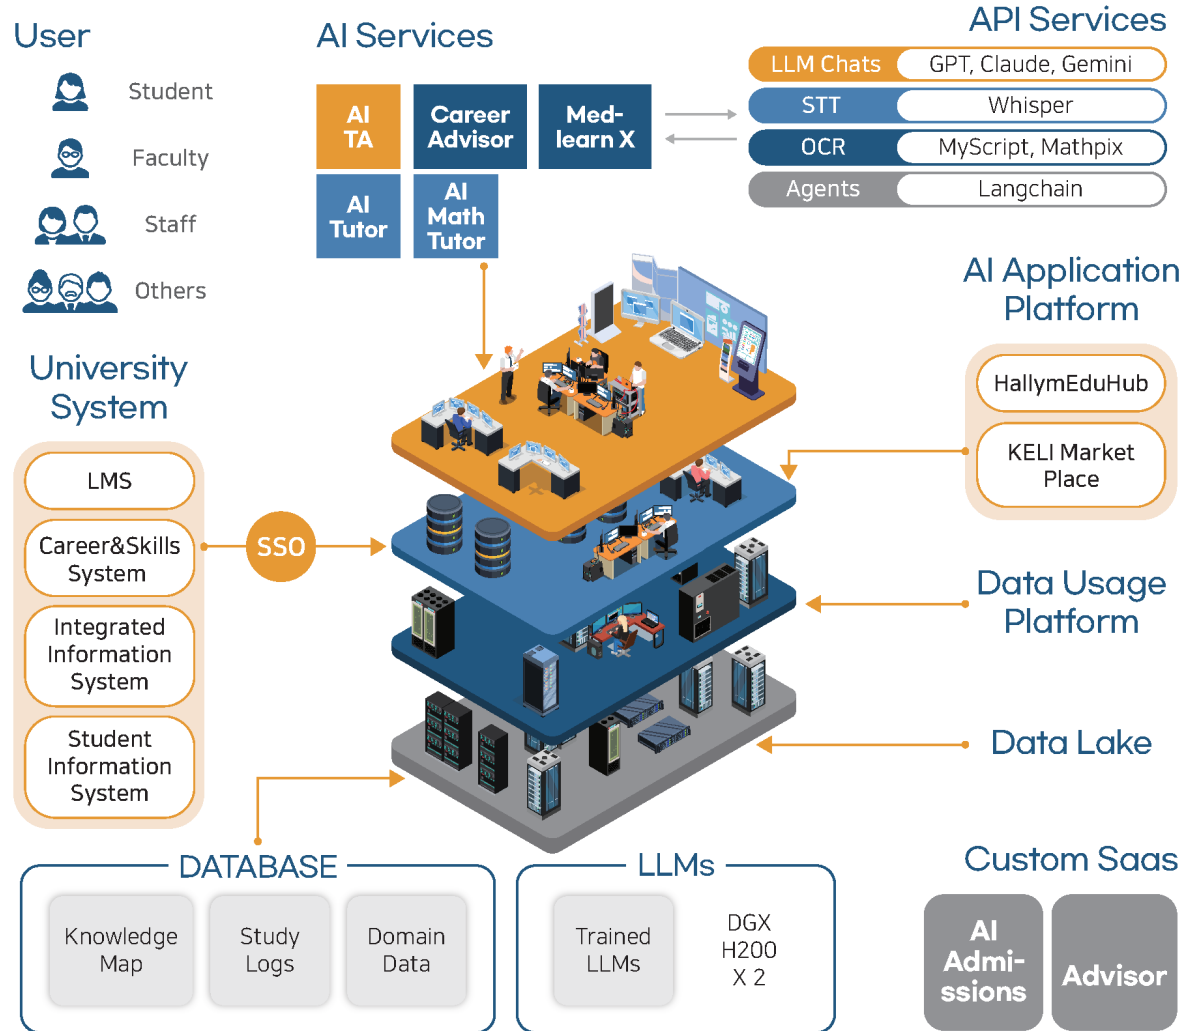 User
Student
Faculty
Staff
Others
AI Services
AI
TA
Career
Advisor
Med-
learn X
AI
Tutor
AI
Math
Tutor
API Services
LLM Chats
GPT, Claude, Gemini
STT
Whisper
OCR
MyScript, Mathpix
Agents
Langchain
AI Application
Platform
HallymEduHub
KELI Market
Place
University
System
LMS
Career&Skills
System
Integrated
Information
System
Student
Information
System
SSO
Data Usage
Platform
Data Lake
DATABASE
Knowledge
Map
Study
Logs
Domain
Data
LLMs
Trained
LLMs
DGX
H200
X 2
Custom Saas
AI
Admi-
ssions
Advisor